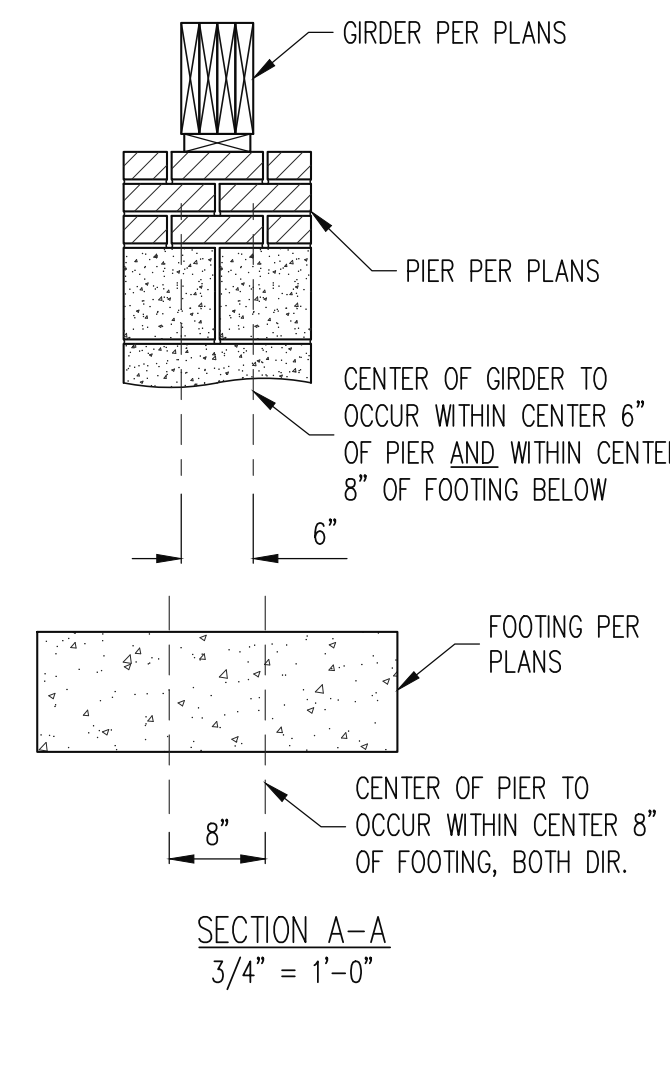 GIRDER PER PLANS
PIER PER PLANS
CENTER OF GIRDER TO
OCCUR WITHIN CENTER 6”
OF PIER AND WITHIN CENTE
8” OF FOOTING BELOW
6”
FOOTING PER
PLANS
CENTER OF PIER TO
OCCUR WITHIN CENTER 8”
OF FOOTING, BOTH DIR.
8”
SECTION A-A
3/4” = 1’-0”